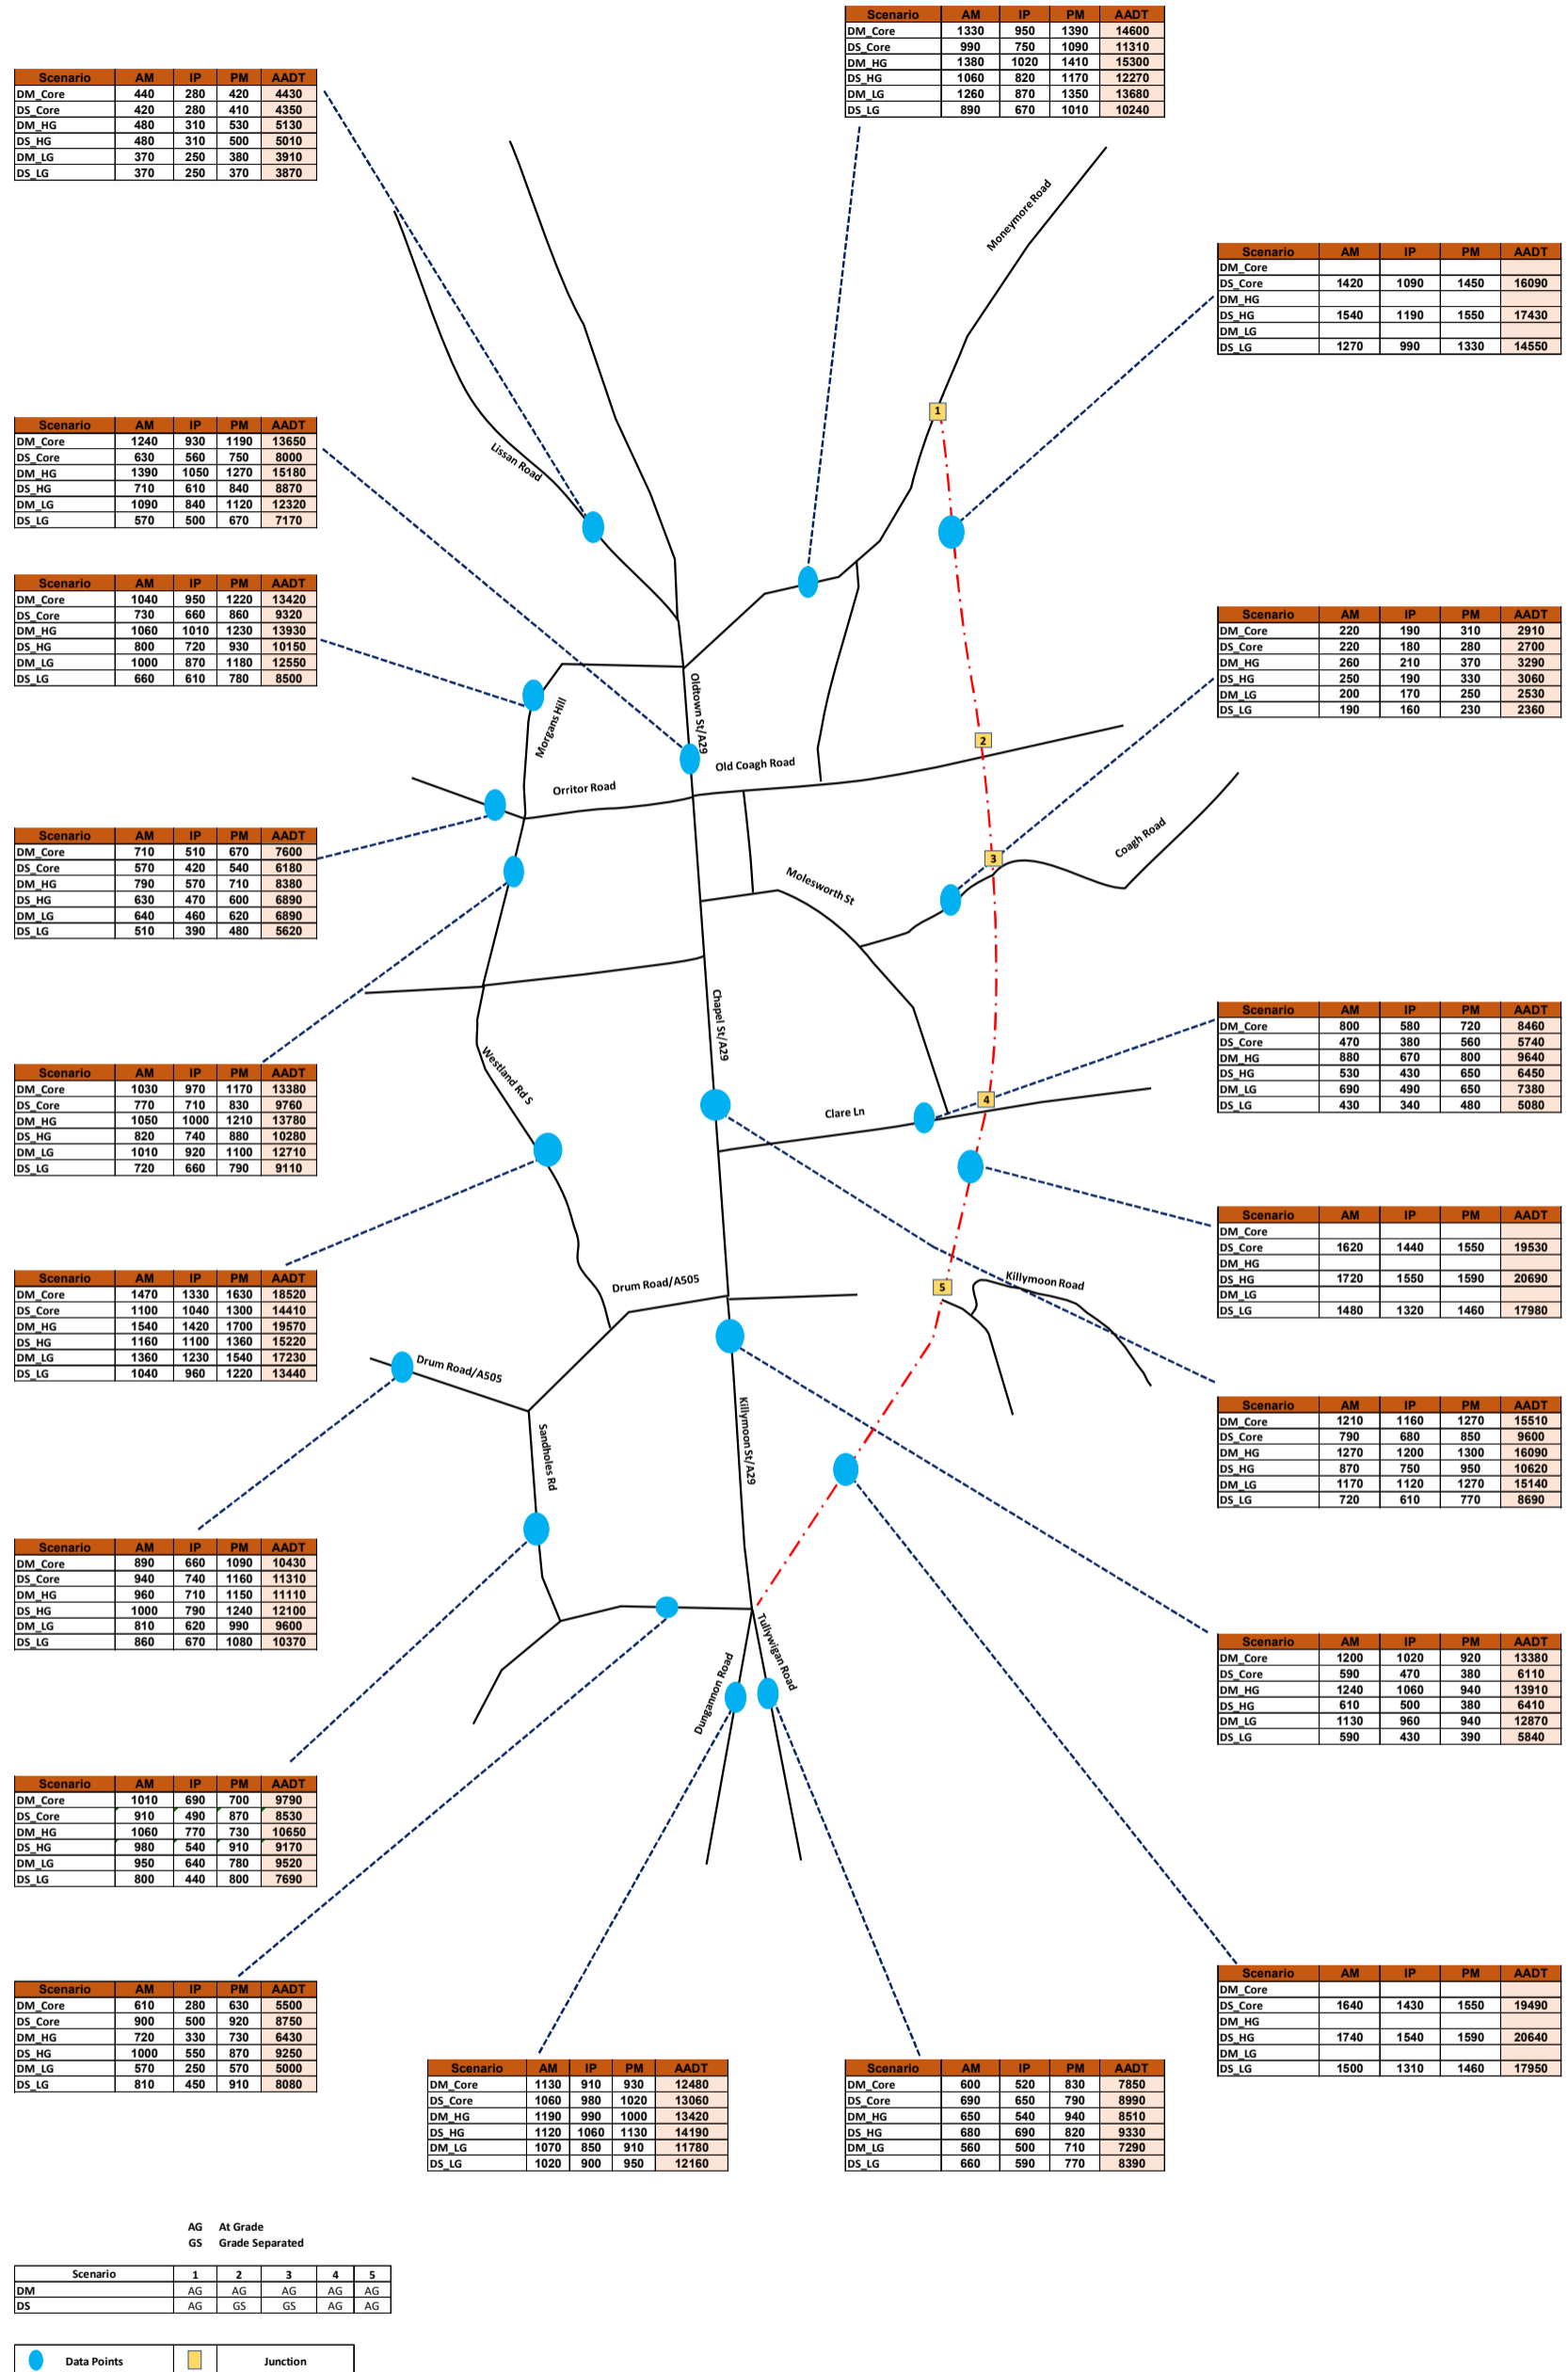 Scenario AM IP PM AADT
DM_Core 1330 950 1390 14600
DS_Core 990 750 1090 11310
DM_HG 1380 1020 1410 15300
DS_HG 1060 820 1170 12270
DM_LG 1260 870 1350 13680
DS_LG 890 670 1010 10240
Scenario AM IP PM AADT
DM_Core 440 280 420 4430
DS_Core 420 280 410 4350
DM_HG 480 310 530 5130
DS_HG 480 310 500 5010
DM_LG 370 250 380 3910
DS_LG 370 250 370 3870
Moneymore Road
Scenario AM IP PM AADT
DM_Core
DS_Core 1420 1090 1450 16090
DM_HG
DS_HG 1540 1190 1550 17430
DM_LG
DS_LG 1270 990 1330 14550
1
Scenario AM IP PM AADT
DM_Core 1240 930 1190 13650
DS_Core 630 560 750 8000
DM_HG 1390 1050 1270 15180
DS_HG 710 610 840 8870
DM_LG 1090 840 1120 12320
DS_LG 570 500 670 7170
Lissan Road
Scenario AM IP PM AADT
DM_Core 1040 950 1220 13420
DS_Core 730 660 860 9320
DM_HG 1060 1010 1230 13930
DS_HG 800 720 930 10150
DM_LG 1000 870 1180 12550
DS_LG 660 610 780 8500
Scenario AM IP PM AADT
DM_Core 220 190 310 2910
DS_Core 220 180 280 2700
DM_HG 260 210 370 3290
DS_HG 250 190 330 3060
DM_LG 200 170 250 2530
DS_LG 190 160 230 2360
Morgans Hill
Oldtown St/A29
2
Old Coagh Road
Orritor Road
Scenario AM IP PM AADT
DM_Core 710 510 670 7600
DS_Core 570 420 540 6180
DM_HG 790 570 710 8380
DS_HG 630 470 600 6890
DM_LG 640 460 620 6890
DS_LG 510 390 480 5620
Coagh Road
3
Molesworth St
Scenario AM IP PM AADT
DM_Core 800 580 720 8460
DS_Core 470 380 560 5740
DM_HG 880 670 800 9640
DS_HG 530 430 650 6450
DM_LG 690 490 650 7380
DS_LG 430 340 480 5080
Chapel St/A29
Westland Rd S
Scenario AM IP PM AADT
DM_Core 1030 970 1170 13380
DS_Core 770 710 830 9760
DM_HG 1050 1000 1210 13780
DS_HG 820 740 880 10280
DM_LG 1010 920 1100 12710
DS_LG 720 660 790 9110
4
Clare Ln
Scenario AM IP PM AADT
DM_Core
DS_Core 1620 1440 1550 19530
DM_HG
DS_HG 1720 1550 1590 20690
DM_LG
DS_LG 1480 1320 1460 17980
Scenario AM IP PM AADT
DM_Core 1470 1330 1630 18520
DS_Core 1100 1040 1300 14410
DM_HG 1540 1420 1700 19570
DS_HG 1160 1100 1360 15220
DM_LG 1360 1230 1540 17230
DS_LG 1040 960 1220 13440
Drum Road/A505
5
Killymoon Road
Drum Road/A505
Scenario AM IP PM AADT
DM_Core 1210 1160 1270 15510
DS_Core 790 680 850 9600
DM_HG 1270 1200 1300 16090
DS_HG 870 750 950 10620
DM_LG 1170 1120 1270 15140
DS_LG 720 610 770 8690
Sandholes Rd
Killymoon St/A29
Scenario AM IP PM AADT
DM_Core 890 660 1090 10430
DS_Core 940 740 1160 11310
DM_HG 960 710 1150 11110
DS_HG 1000 790 1240 12100
DM_LG 810 620 990 9600
DS_LG 860 670 1080 10370
Scenario AM IP PM AADT
DM_Core 1200 1020 920 13380
DS_Core 590 470 380 6110
DM_HG 1240 1060 940 13910
DS_HG 610 500 380 6410
DM_LG 1130 960 940 12870
DS_LG 590 430 390 5840
Dungannon Road
Tullywigan Road
Scenario AM IP PM AADT
DM_Core 1010 690 700 9790
DS_Core 910 490 870 8530
DM_HG 1060 770 730 10650
DS_HG 980 540 910 9170
DM_LG 950 640 780 9520
DS_LG 800 440 800 7690
Scenario AM IP PM AADT
DM_Core
DS_Core 1640 1430 1550 19490
DM_HG
DS_HG 1740 1540 1590 20640
DM_LG
DS_LG 1500 1310 1460 17950
Scenario AM IP PM AADT
DM_Core 610 280 630 5500
DS_Core 900 500 920 8750
DM_HG 720 330 730 6430
DS_HG 1000 550 870 9250
DM_LG 570 250 570 5000
DS_LG 810 450 910 8080
Scenario AM IP PM AADT
DM_Core 1130 910 930 12480
DS_Core 1060 980 1020 13060
DM_HG 1190 990 1000 13420
DS_HG 1120 1060 1130 14190
DM_LG 1070 850 910 11780
DS_LG 1020 900 950 12160
Scenario AM IP PM AADT
DM_Core 600 520 830 7850
DS_Core 690 650 790 8990
DM_HG 650 540 940 8510
DS_HG 680 690 820 9330
DM_LG 560 500 710 7290
DS_LG 660 590 770 8390
AG At Grade
GS Grade Separated
Scenario 1 2 3 4 5
DM AG AG AG AG AG
DS AG GS GS AG AG
Data Points Junction